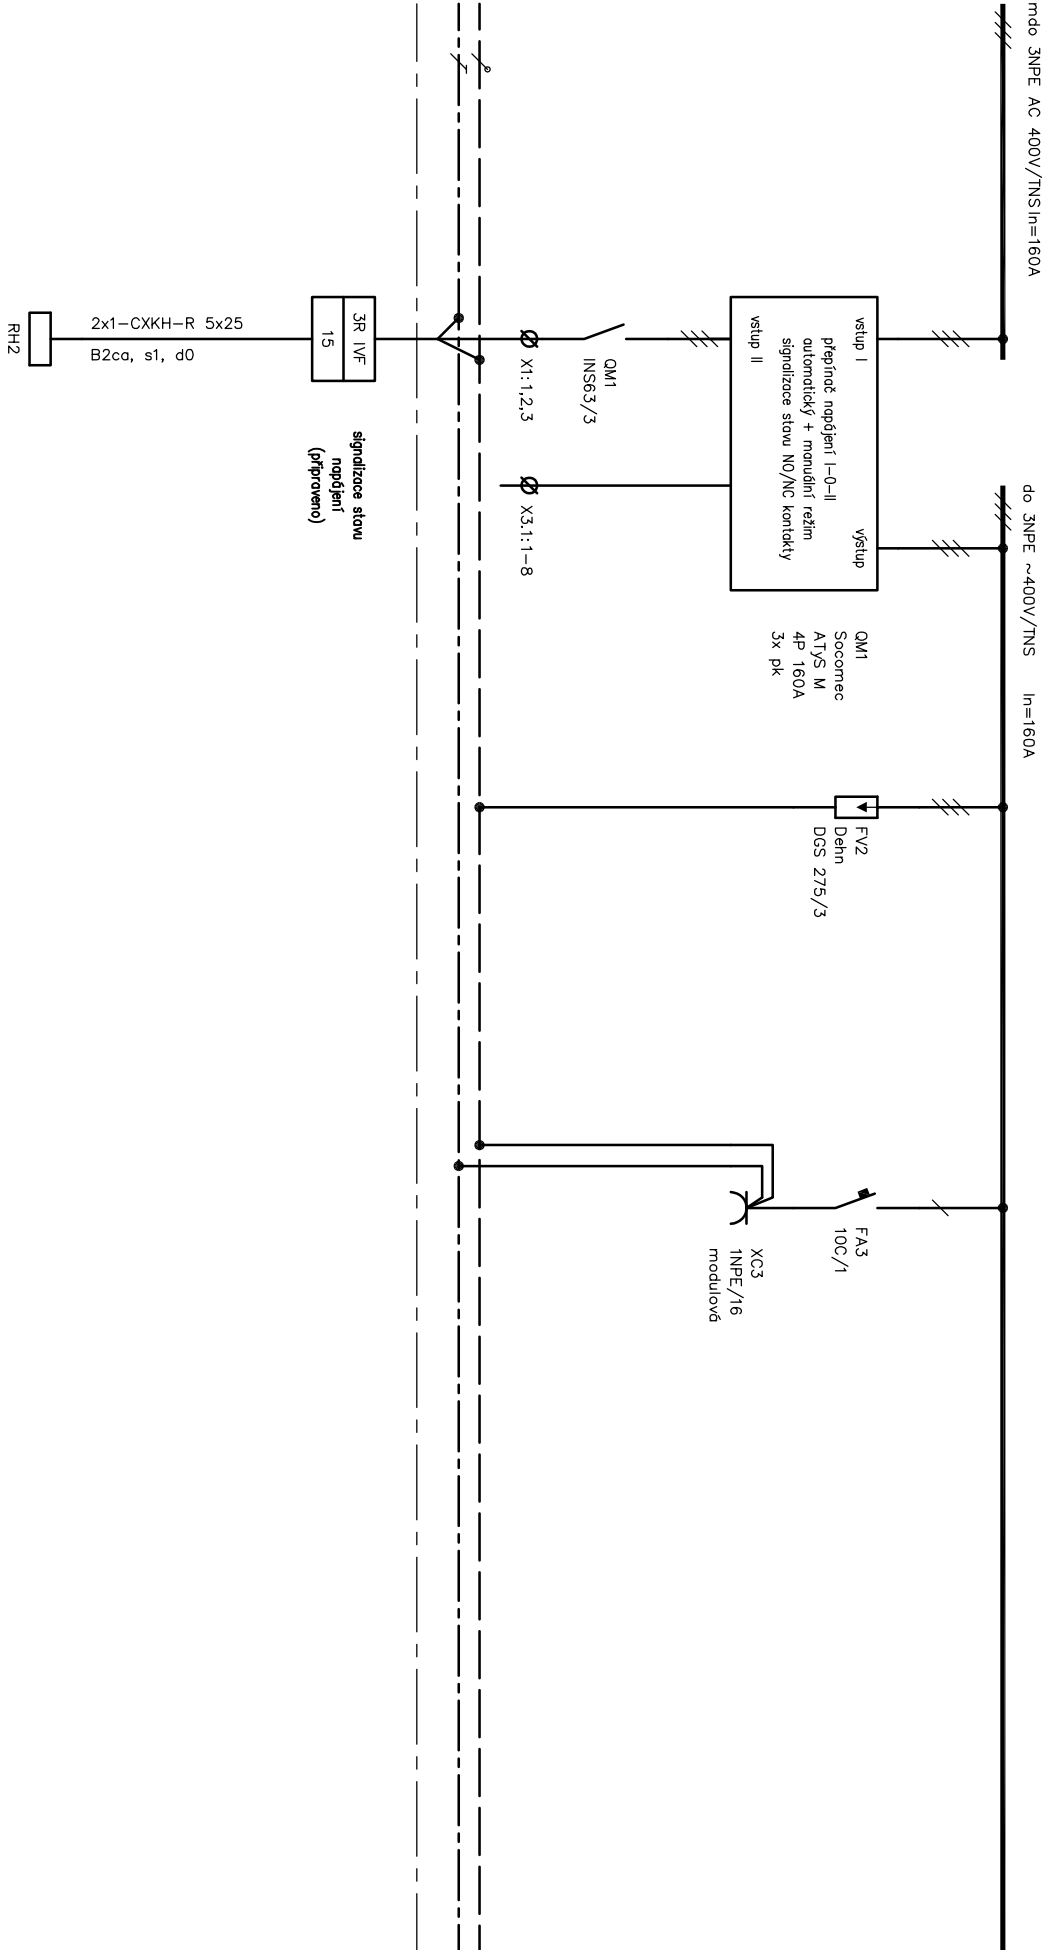 mdo 3NPE AC 400V/TNS In=160A
do 3NPE ~400V/TNS In=160A
vstup I
výstup
přepínač napájení I-0-II
automatický + manuální režim
signalizace stavu NO/NC kontakty
vstup II
QM1
Socomec
ATyS M
4P 160A
3x pk
FV2
Dehn
DGS 275/3
FA3
10C/1
XC3
1NPE/16
modulová
QM1
INS63/3
X1:1,2,3
X3.1:1-8
3R IVF
15
signalizace stavu
napájení
(připraveno)
2x1-CXKH-R 5x25
B2ca, s1, d0
RH2